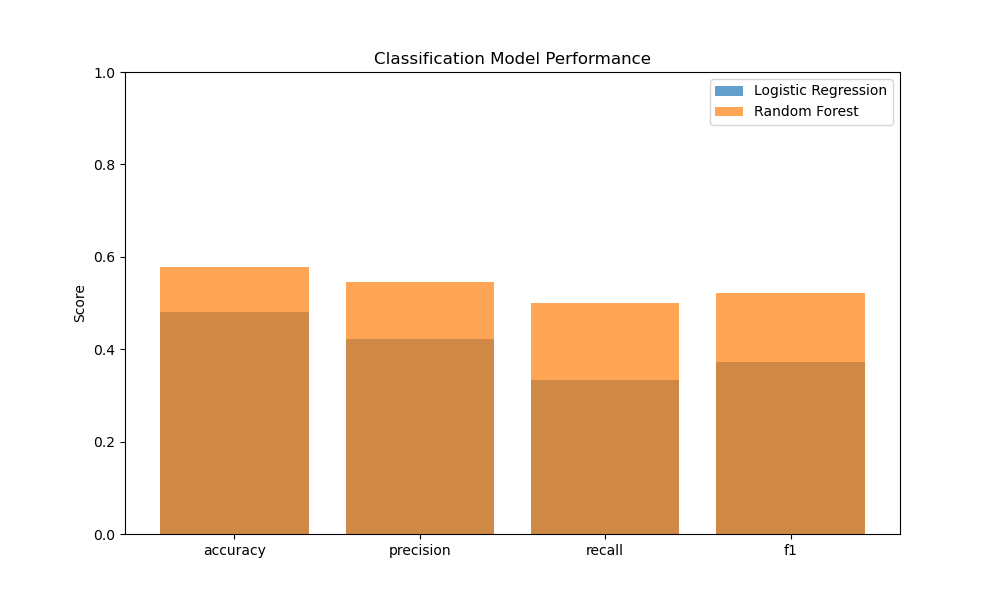 Classification Model Performance
Logistic Regression
Random Forest
Score
1.0
0.8
0.6
0.4
0.2
0.0
accuracy precision recall f1